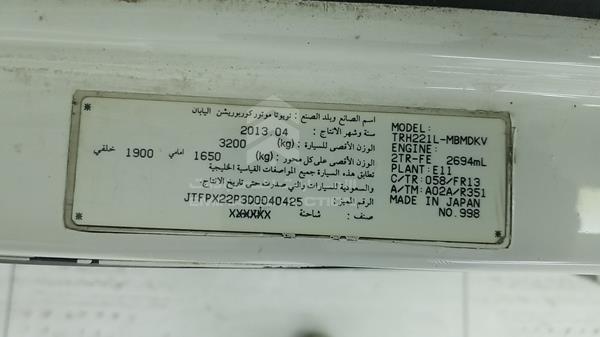 اسم الصانع وبلد الصنع : تويوتا موتور كوربوريشن اليابان
سنة وشهر الانتاج : 2013.04
الوزن الأقصى للسيارة : (kg) 3200
الوزن الأقصى على كل محور : (kg) 1650 امامي 1900 خلفي
تطابق هذه السيارة جميع المواصفات القياسية الخليجية
والسعودية للسيارات والتي صدرت حتى تاريخ الانتاج
الرقم المميز: JTFPX22P3D0040425
صنف : شاحنة XXXXXX
MODEL:
TRH221L-MBMDKV
ENGINE:
2TR-FE 2694mL
PLANT: E11
C/TR: 058/FR13
A/TM: A02A/R351
MADE IN JAPAN
NO.998